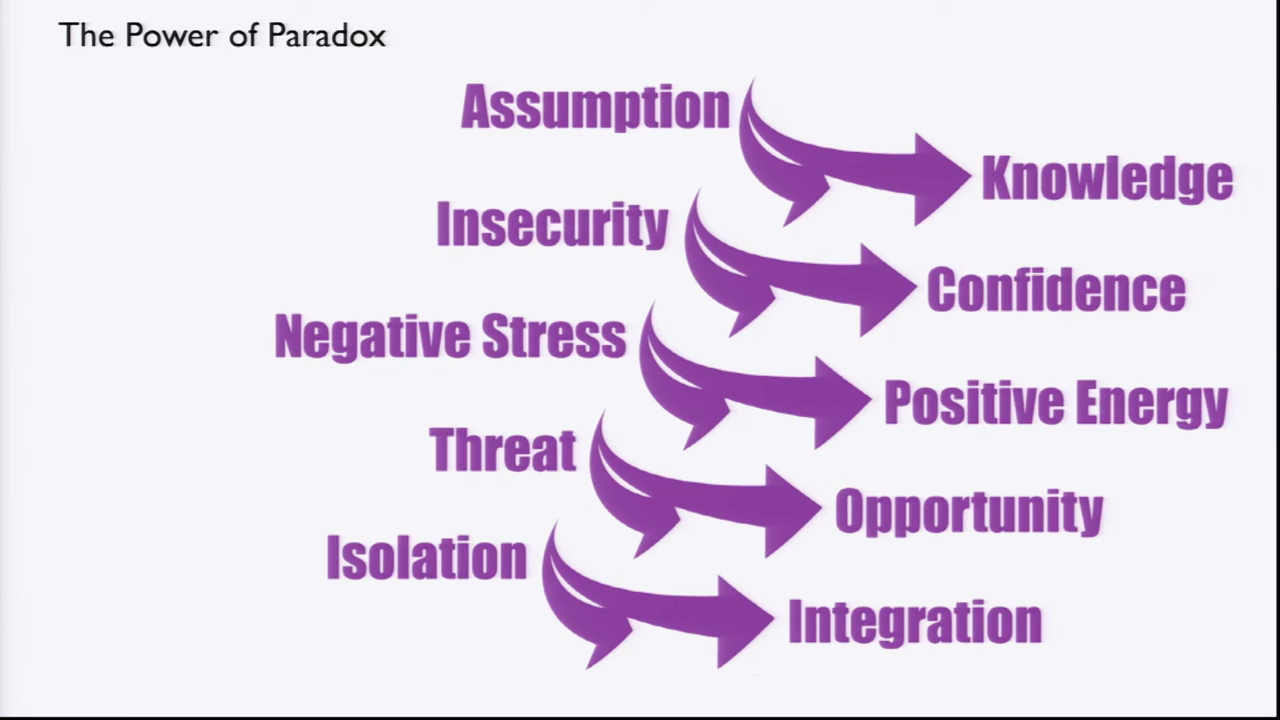 The Power of Paradox
Assumption
Knowledge
Insecurity
Confidence
Negative Stress
Positive Energy
Threat
Opportunity
Isolation
Integration